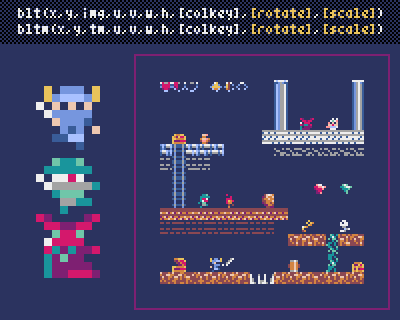 blt(x,y,img,u,v,w,h,[colkey],[rotate],[scale])
bltm(x,y,tm,u,v,w,h,[colkey],[rotate],[scale])